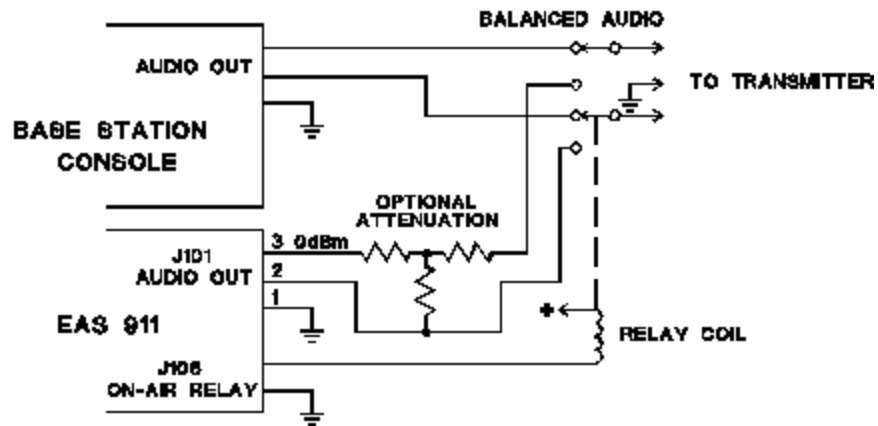 BALANCED AUDIO
AUDIO OUT
TO TRANSMITTER
BASE STATION
CONSOLE
OPTIONAL
ATTENUATION
3 0dBm
J101
AUDIO OUT
2
1
EAS 911
+
RELAY COIL
J106
ON-AIR RELAY